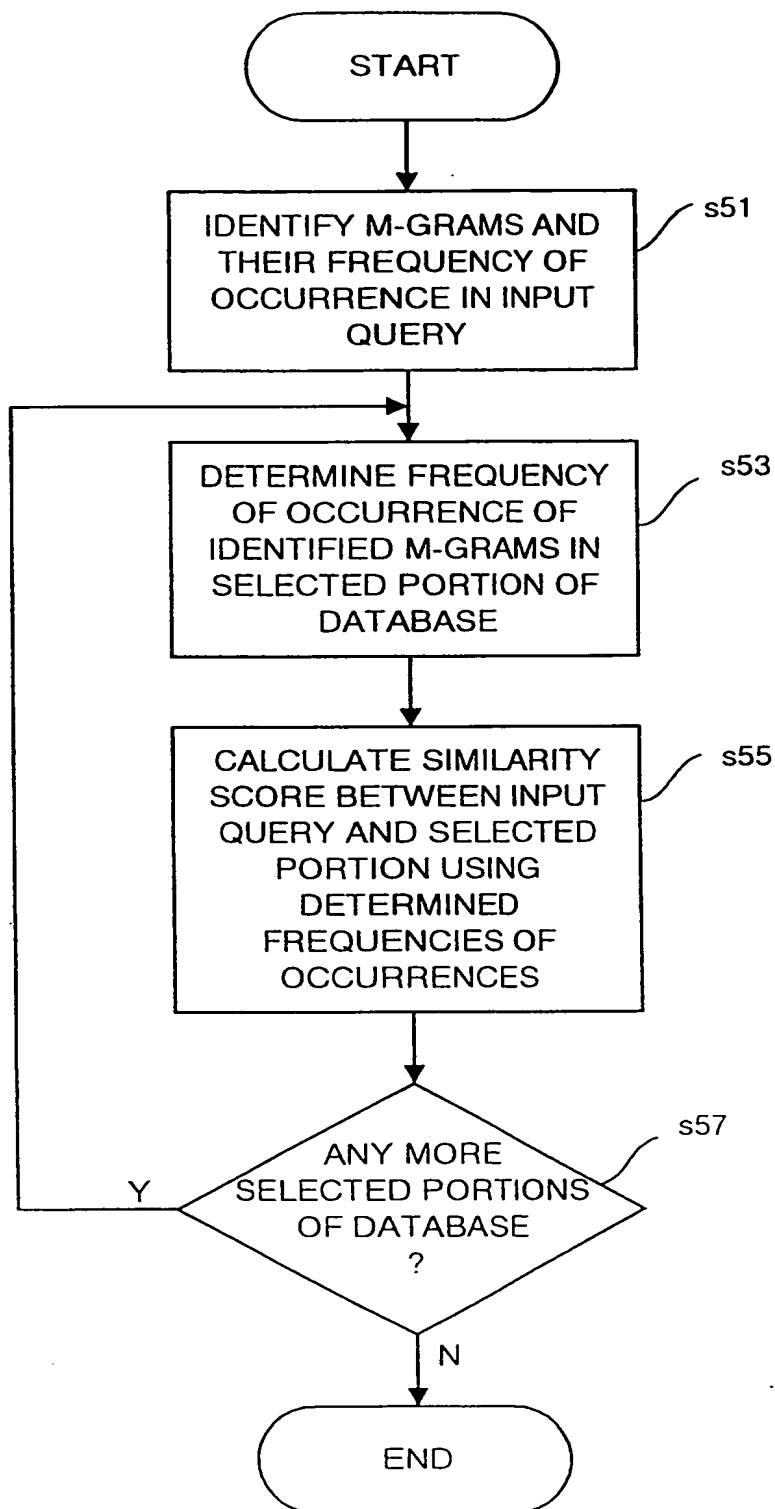 START
s51
IDENTIFY M-GRAMS AND
THEIR FREQUENCY OF
OCCURRENCE IN INPUT
QUERY
s53
DETERMINE FREQUENCY
OF OCCURRENCE OF
IDENTIFIED M-GRAMS IN
SELECTED PORTION OF
DATABASE
s55
CALCULATE SIMILARITY
SCORE BETWEEN INPUT
QUERY AND SELECTED
PORTION USING
DETERMINED
FREQUENCIES OF
OCCURRENCES
s57
ANY MORE
SELECTED PORTIONS
OF DATABASE
?
Y
N
END